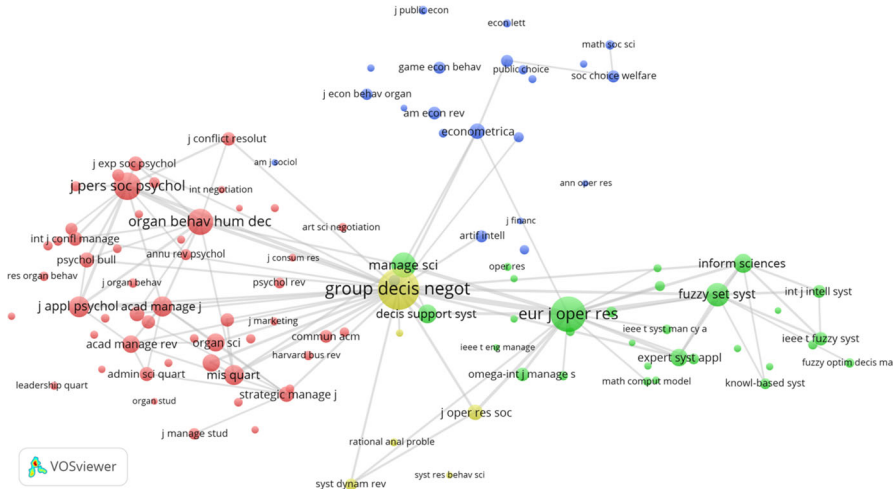 j public econ
econ lett
math soc sci
game econ behav
public choice
soc choice welfare
j econ behav organ
am econ rev
econometrica
j conflict resolut
j exp soc psychol
am j sociol
j pers soc psychol
int negotiation
ann oper res
organ behav hum dec
j financ
art sci negotiation
artif intell
int j confl manage
annu rev psychol
psychol bull
j consum res
manage sci
oper res
inform sciences
res organ behav
j organ behav
psychol rev
group decis negot
fuzzy set syst
int j intell syst
j appl psychol
acad manage j
decis support syst
eur j oper res
j marketing
commun acm
ieee t syst man cy a
ieee t fuzzy syst
acad manage rev
organ sci
ieee t eng manage
harvard bus rev
expert syst appl
fuzzy optim decis ma
admin sci quart
mis quart
omega-int j manage s
math comput model
knowl-based syst
leadership quart
strategic manage j
organ stud
j oper res soc
j manage stud
rational anal proble
VOSviewer
syst res behav sci
syst dynam rev